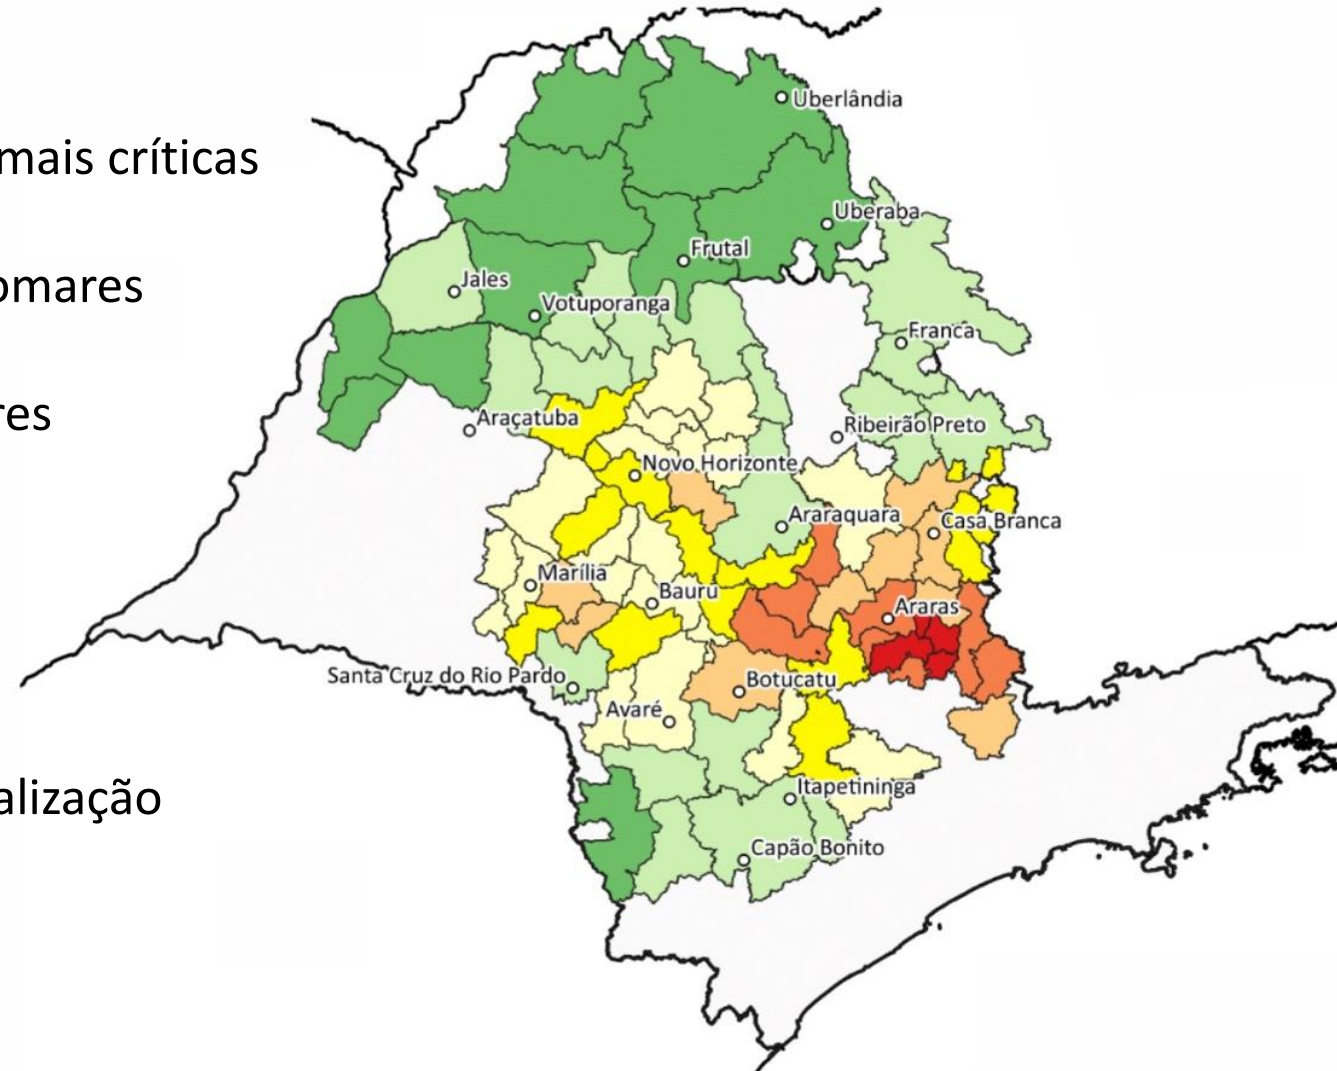 mais críticas
omares
res
alização
Uberlândia
Uberaba
Frutal
Jales
Votuporanga
Franca
Araçatuba
Ribeirão Preto
Novo Horizonte
Araraquara
Casa Branca
Marília
Bauru
Araras
Santa Cruz do Rio Pardo
Botucatu
Avaré
Itapetininga
Capão Bonito